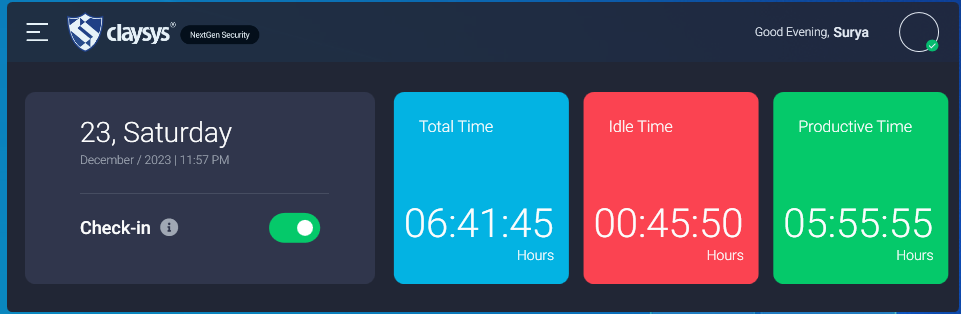 claysys®
NextGen Security
Good Evening, Surya
23, Saturday
December / 2023 | 11:57 PM
Check-in
i
Total Time
06:41:45
Hours
Idle Time
00:45:50
Hours
Productive Time
05:55:55
Hours